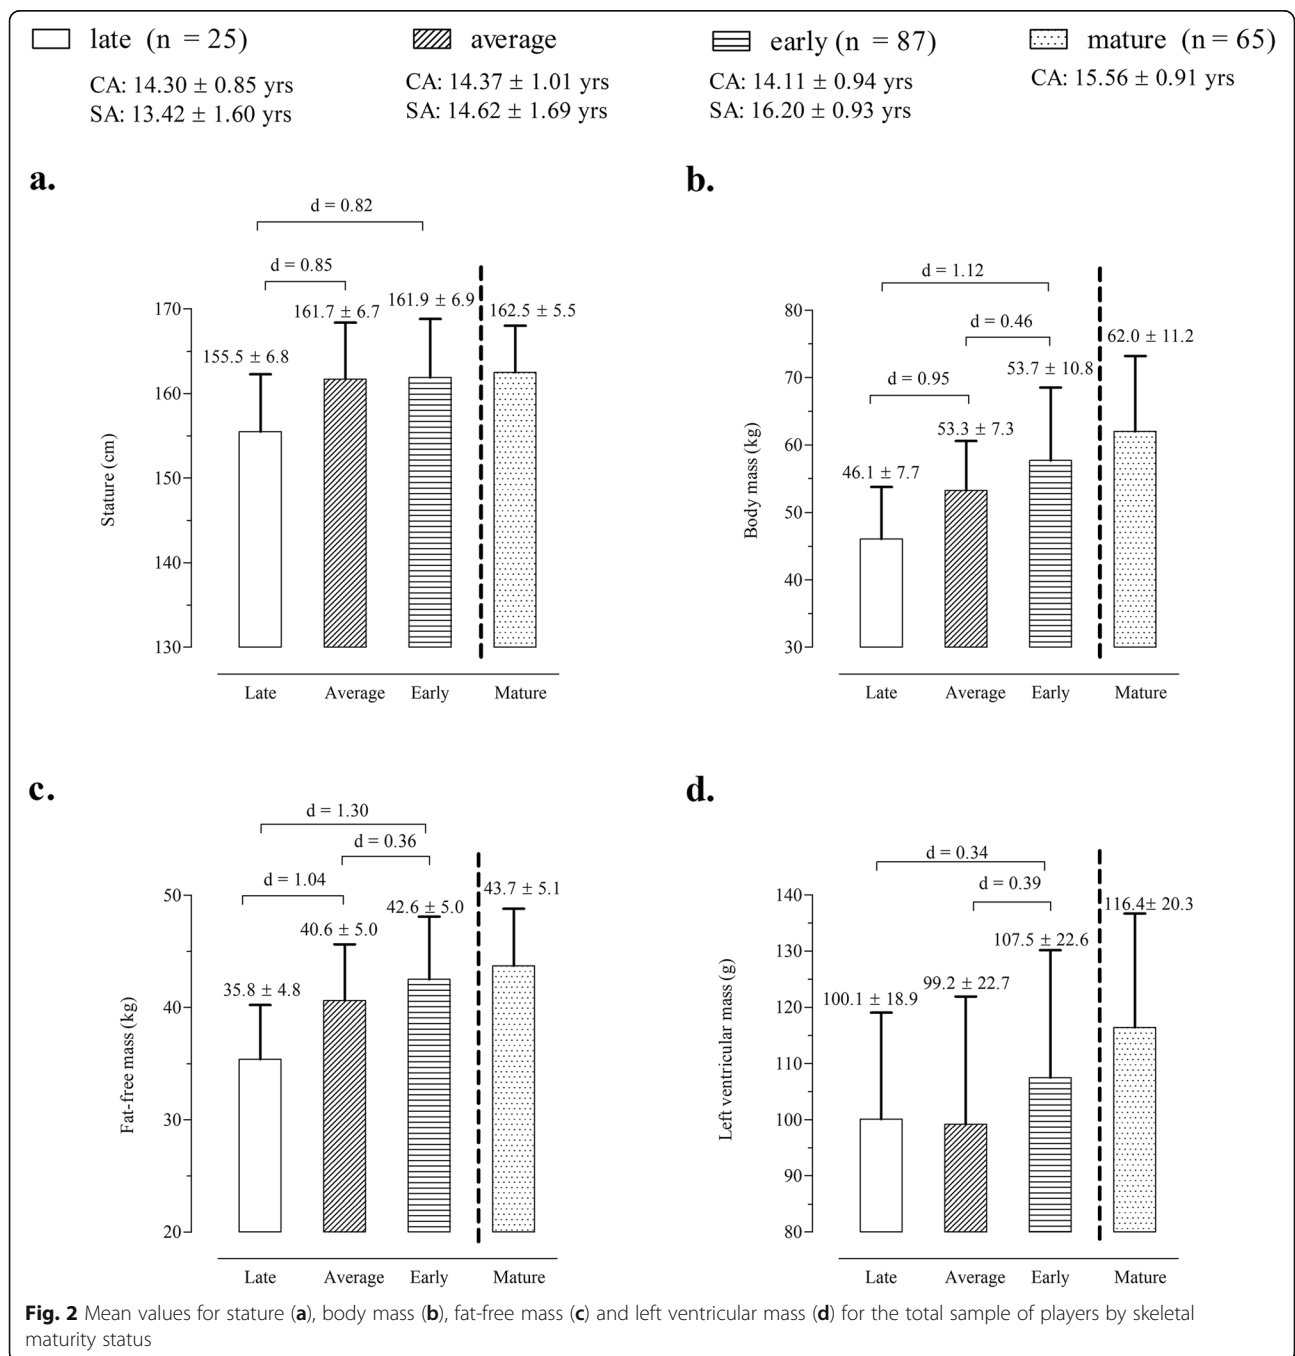 late (n = 25)
CA: 14.30 ± 0.85 yrs
SA: 13.42 ± 1.60 yrs
average
CA: 14.37 ± 1.01 yrs
SA: 14.62 ± 1.69 yrs
early (n = 87)
CA: 14.11 ± 0.94 yrs
SA: 16.20 ± 0.93 yrs
mature (n = 65)
CA: 15.56 ± 0.91 yrs
a.
d = 0.82
d = 0.85
155.5 ± 6.8
161.7 ± 6.7
161.9 ± 6.9
162.5 ± 5.5
Stature (cm)
170
160
150
140
130
Late Average Early Mature
b.
d = 1.12
d = 0.46
d = 0.95
46.1 ± 7.7
53.3 ± 7.3
53.7 ± 10.8
62.0 ± 11.2
Body mass (kg)
80
70
60
50
40
30
Late Average Early Mature
c.
d = 1.30
d = 0.36
d = 1.04
35.8 ± 4.8
40.6 ± 5.0
42.6 ± 5.0
43.7 ± 5.1
Fat-free mass (kg)
50
40
30
20
Late Average Early Mature
d.
d = 0.34
d = 0.39
100.1 ± 18.9
99.2 ± 22.7
107.5 ± 22.6
116.4± 20.3
Left ventricular mass (g)
140
130
120
110
100
90
80
Late Average Early Mature
Fig. 2 Mean values for stature (a), body mass (b), fat-free mass (c) and left ventricular mass (d) for the total sample of players by skeletal
maturity status